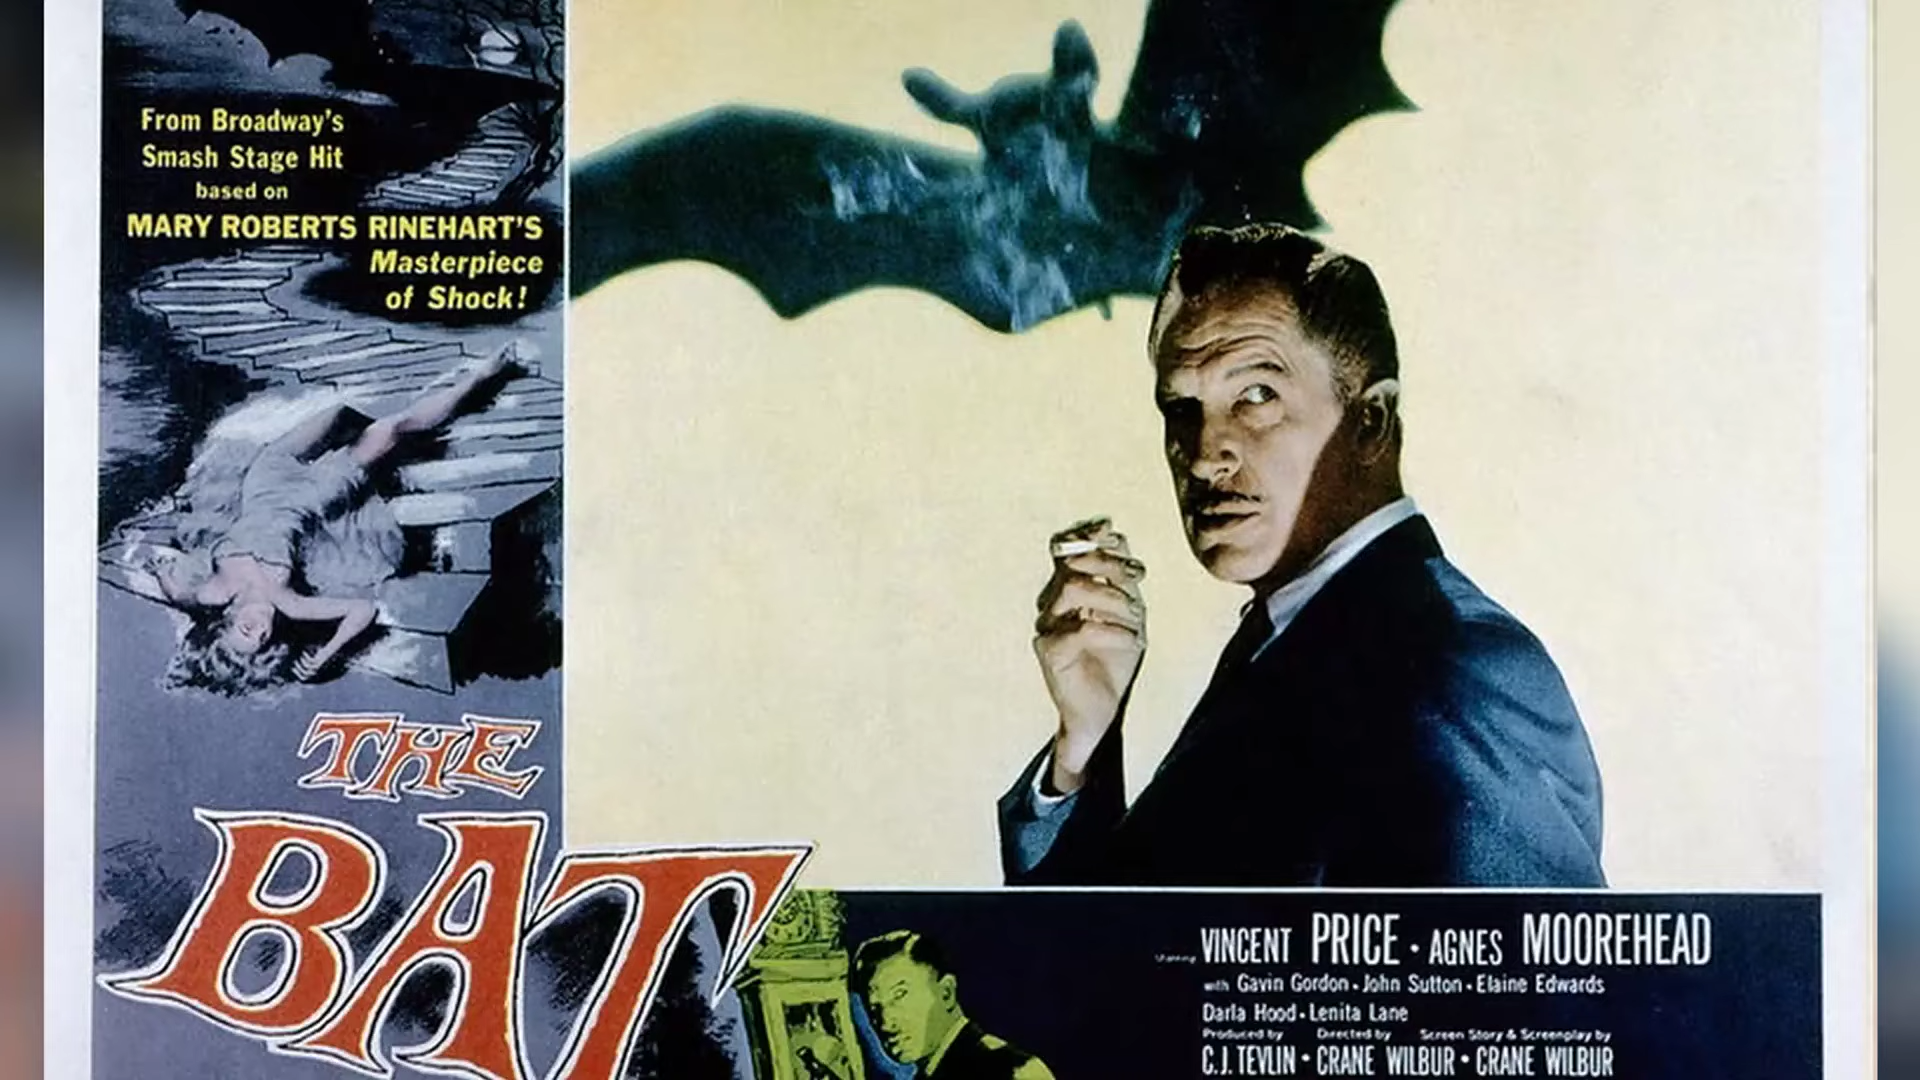 From Broadway's
Smash Stage Hit
based on
MARY ROBERTS RINEHART'S
Masterpiece
of Shock!
THE
BAT
starring VINCENT PRICE • AGNES MOOREHEAD
with Gavin Gordon • John Sutton • Elaine Edwards
Darla Hood • Lenita Lane
Produced by Directed by Screen Story & Screenplay by
C.J. TEVLIN • CRANE WILBUR • CRANE WILBUR